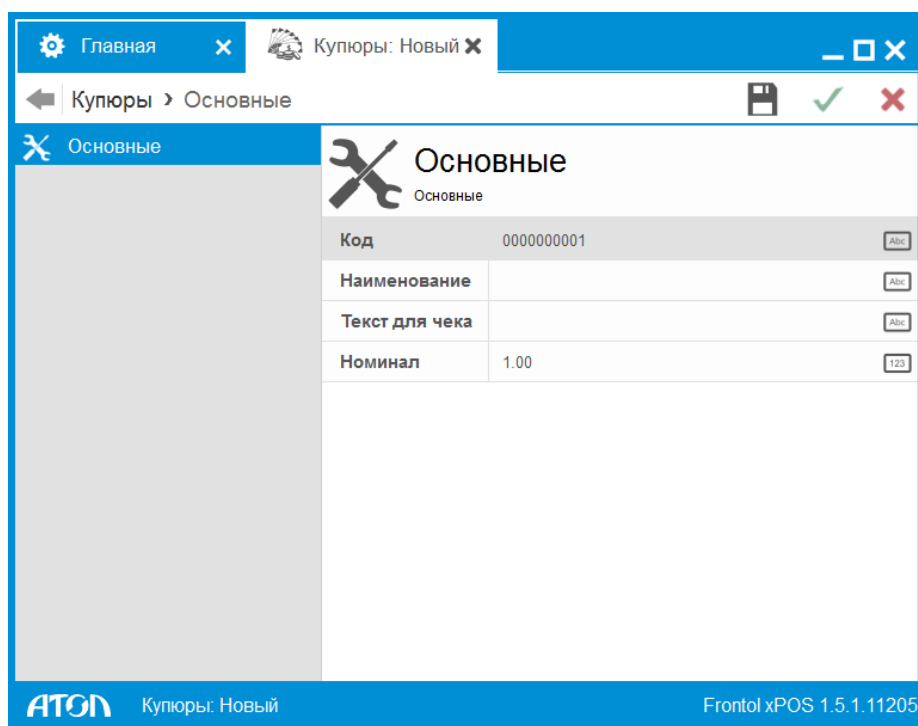 Главная
Купюры: Новый
Купюры > Основные
Основные
Основные
Основные
Код 0000000001 Abc
Наименование Abc
Текст для чека Abc
Номинал 1.00 123
ATOL Купюры: Новый Frontol xPOS 1.5.1.11205